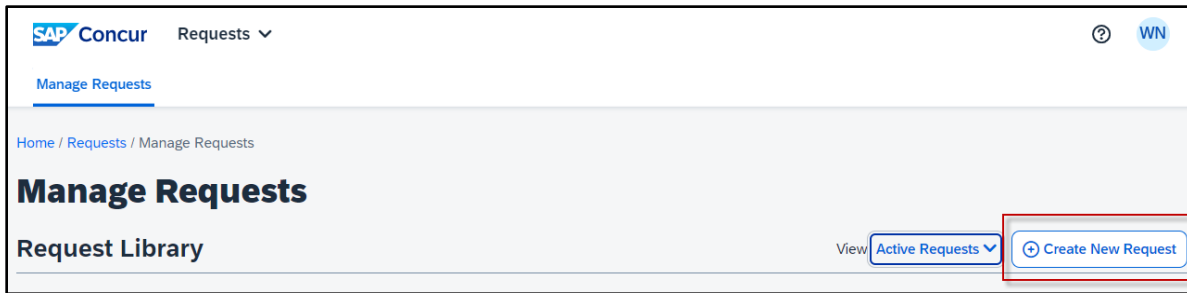 SAP Concur Requests WN
Manage Requests
Home / Requests / Manage Requests
Manage Requests
Request Library View Active Requests Create New Request